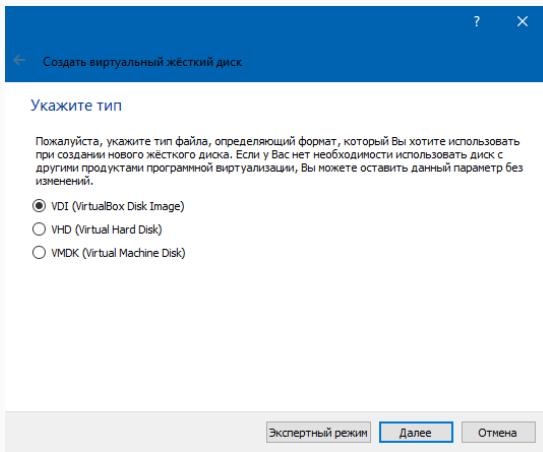 ?
Создать виртуальный жёсткий диск
Укажите тип
Пожалуйста, укажите тип файла, определяющий формат, который Вы хотите использовать
при создании нового жёсткого диска. Если у Вас нет необходимости использовать диск с
другими продуктами программной виртуализации, Вы можете оставить данный параметр без
изменений.
VDI (VirtualBox Disk Image)
VHD (Virtual Hard Disk)
VMDK (Virtual Machine Disk)
Экспертный режим Далее Отмена